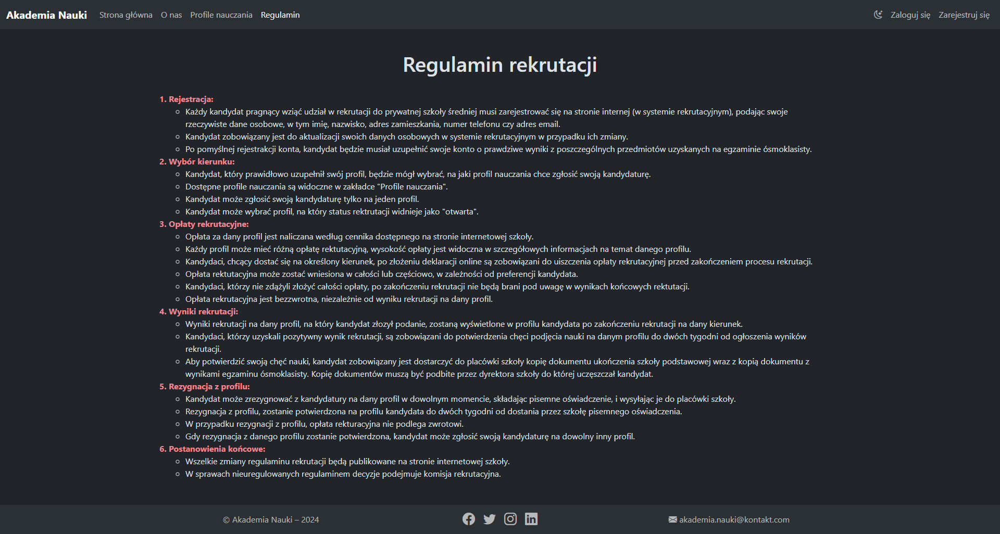 Akademia Nauki Strona główna O nas Profile nauczania Regulamin Zaloguj się Zarejestruj się
Regulamin rekrutacji
1. Rejestracja:
Każdy kandydat pragnący wziąć udział w rekrutacji do prywatnej szkoły średniej musi zarejestrować się na stronie internej (w systemie rekrutacyjnym), podając swoje
rzeczywiste dane osobowe, w tym imię, nazwisko, adres zamieszkania, numer telefonu czy adres email.
Kandydat zobowiązany jest do aktualizacji swoich danych osobowych w systemie rekrutacyjnym w przypadku ich zmiany.
Po pomyślnej rejestrakcji konta, kandydat będzie musiał uzupełnić swoje konto o prawdziwe wyniki z poszczególnych przedmiotów uzyskanych na egzaminie ósmoklasisty.
2. Wybór kierunku:
Kandydat, który prawidłowo uzupełnił swój profil, będzie mógł wybrać, na jaki profil nauczania chce zgłosić swoją kandydaturę.
Dostępne profile nauczania są widoczne w zakładce "Profile nauczania".
Kandydat może zgłosić swoją kandydaturę tylko na jeden profil.
Kandydat może wybrać profil, na który status rektrutacji widnieje jako "otwarta".
3. Opłaty rekrutacyjne:
Opłata za dany profil jest naliczana według cennika dostępnego na stronie internetowej szkoły.
Każdy profil może mieć różną opłatę rektutacyjną, wysokość opłaty jest widoczna w szczegółowych informacjach na temat danego profilu.
Kandydaci, chcący dostać się na określony kierunek, po złożeniu deklaracji online są zobowiązani do uiszczenia opłaty rekrutacyjnej przed zakończeniem procesu rekrutacji.
Opłata rektutacyjna może zostać wniesiona w całości lub częściowo, w zależności od preferencji kandydata.
Kandydaci, którzy nie zdążyli złożyć całości opłaty, po zakończeniu rekrutacji nie będą brani pod uwagę w wynikach końcowych rektutacji.
Opłata rekrutacyjna jest bezzwrotna, niezależnie od wyniku rekrutacji na dany profil.
4. Wyniki rekrutacji:
Wyniki rekrutacji na dany profil, na który kandydat złozył podanie, zostaną wyświetlone w profilu kandydata po zakończeniu rekrutacji na dany kierunek.
Kandydaci, którzy uzyskali pozytywny wynik rekrutacji, są zobowiązani do potwierdzenia chęci podjęcia nauki na danym profilu do dwóch tygodni od ogłoszenia wyników
rekrutacji.
Aby potwierdzić swoją chęć nauki, kandydat zobowiązany jest dostarczyć do placówki szkoły kopię dokumentu ukończenia szkoły podstawowej wraz z kopią dokumentu z
wynikami egzaminu ósmoklasisty. Kopię dokumentów muszą być podbite przez dyrektora szkoły do której uczęszczał kandydat.
5. Rezygnacja z profilu:
Kandydat może zrezygnować z kandydatury na dany profil w dowolnym momencie, składając pisemne oświadczenie, i wysyłając je do placówki szkoły.
Rezygnacja z profilu, zostanie potwierdzona na profilu kandydata do dwóch tygodni od dostania przez szkołę pisemnego oświadczenia.
W przypadku rezygnacji z profilu, opłata rekturacyjna nie podlega zwrotowi.
Gdy rezygnacja z danego profilu zostanie potwierdzona, kandydat może zgłosić swoją kandydaturę na dowolny inny profil.
6. Postanowienia końcowe:
Wszelkie zmiany regulaminu rekrutacji będą publikowane na stronie internetowej szkoły.
W sprawach nieuregulowanych regulaminem decyzje podejmuje komisja rekrutacyjna.
© Akademia Nauki – 2024 akademia.nauki@kontakt.com